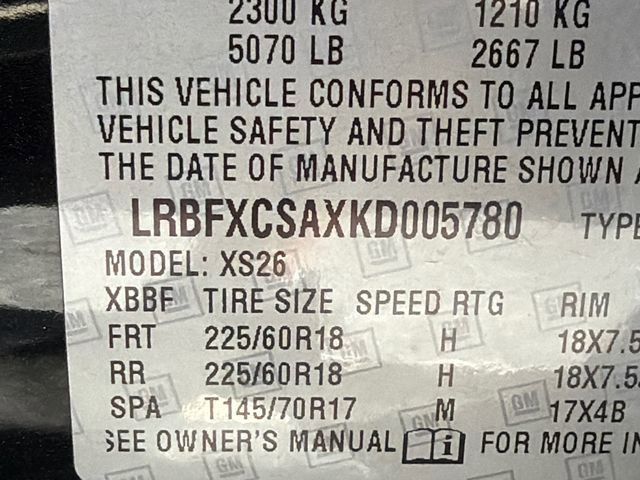 2300 KG 1210 KG
5070 LB 2667 LB
THIS VEHICLE CONFORMS TO ALL APP
VEHICLE SAFETY AND THEFT PREVENT
THE DATE OF MANUFACTURE SHOWN A
LRBFXCSAXKD005780 TYPE
MODEL: XS26
XBBF TIRE SIZE SPEED RTG RIM
FRT 225/60R18 H 18X7.5
RR 225/60R18 H 18X7.5
SPA T145/70R17 M 17X4B
SEE OWNER'S MANUAL i FOR MORE IN